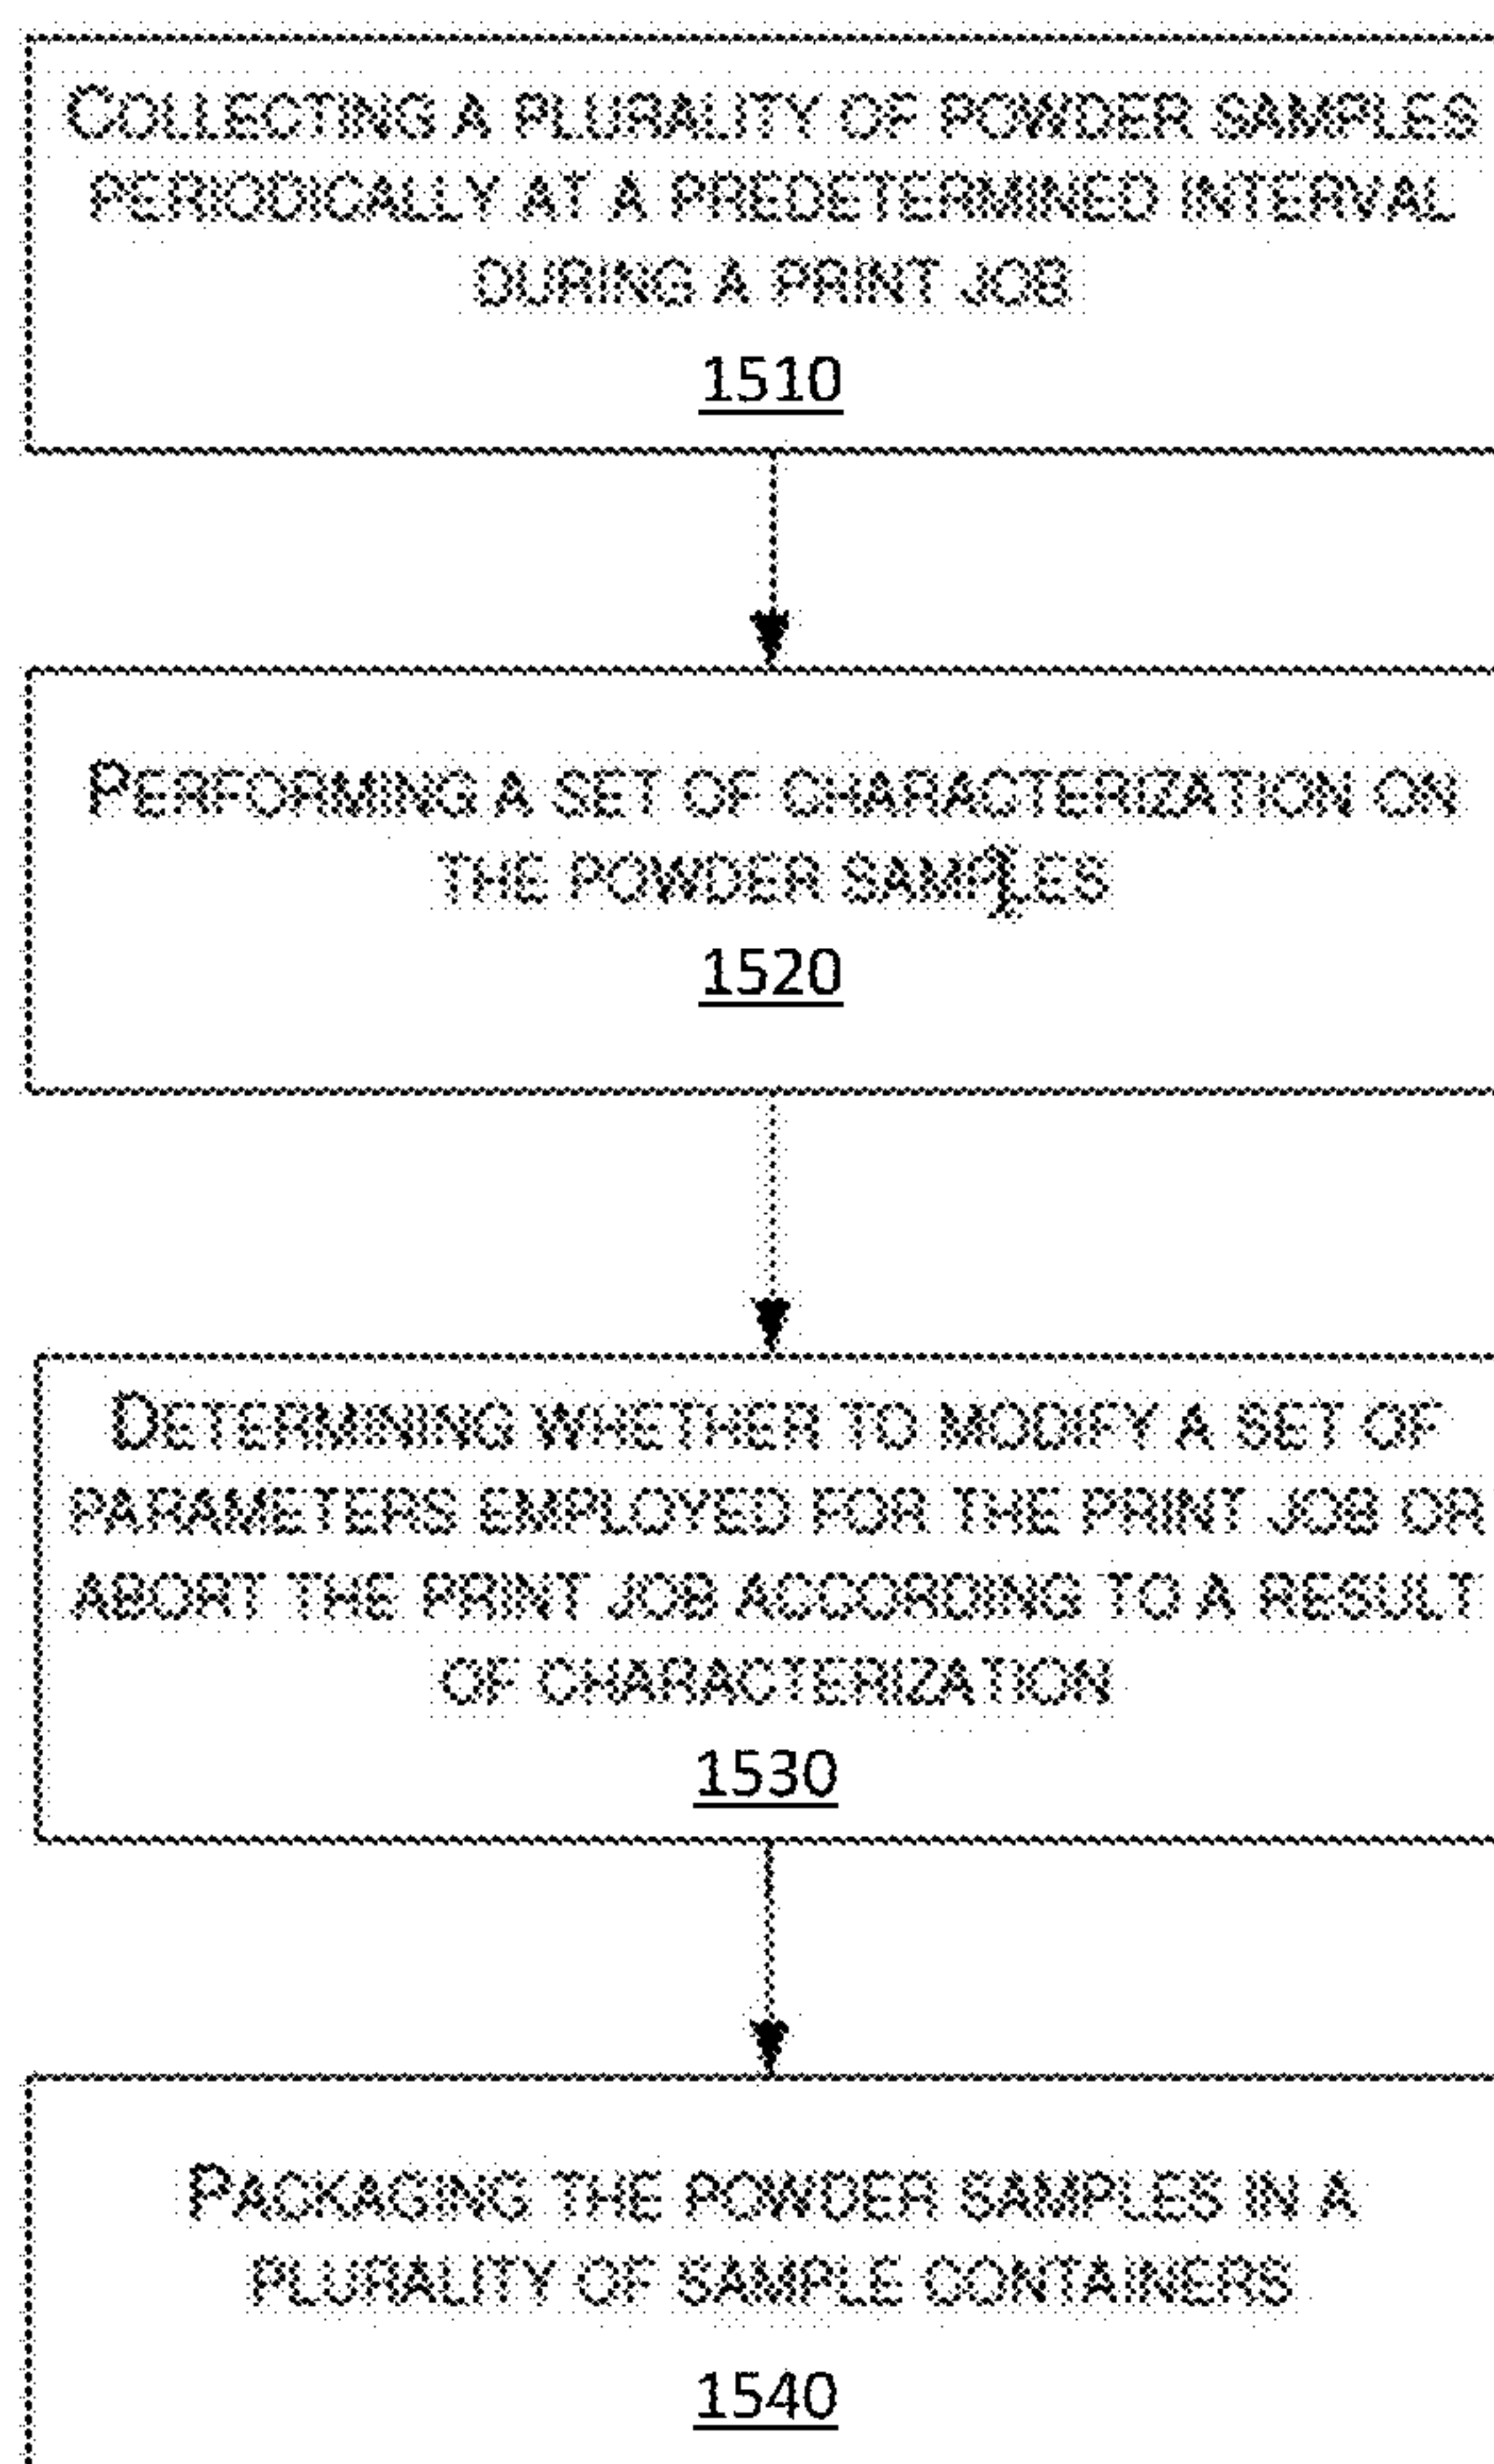 COLLECTING A PLURALITY OF POWDER SAMPLES
PERIODICALLY AT A PREDETERMINED INTERVAL
DURING A PRINT JOB
1510
PERFORMING A SET OF CHARACTERIZATION ON
THE POWDER SAMPLES
1520
DETERMINING WHETHER TO MODIFY A SET OF
PARAMETERS EMPLOYED FOR THE PRINT JOB OR
ABORT THE PRINT JOB ACCORDING TO A RESULT
OF CHARACTERIZATION
1530
PACKAGING THE POWDER SAMPLES IN A
PLURALITY OF SAMPLE CONTAINERS
1540